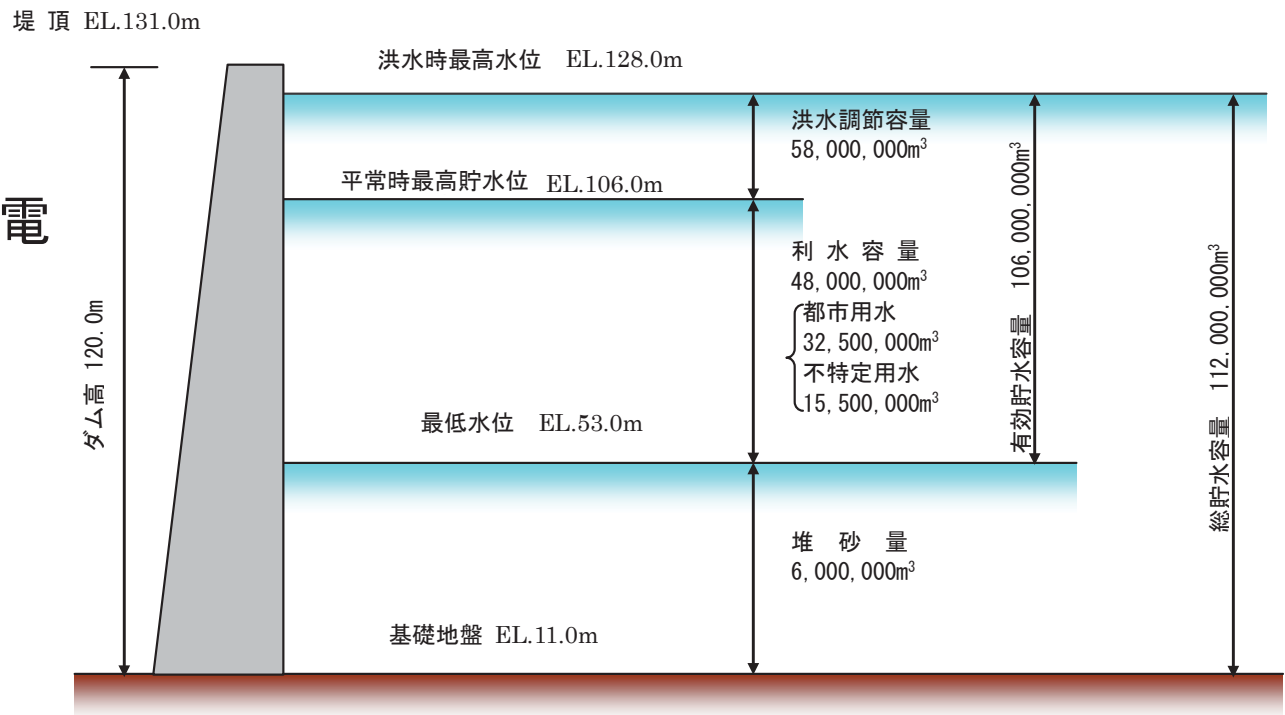 堤 頂 EL.131.0m
洪水時最高水位 EL.128.0m
洪水調節容量
58,000,000m³
平常時最高貯水位 EL.106.0m
電
利 水 容 量
48,000,000m³
都市用水
32,500,000m³
不特定用水
15,500,000m³
有効貯水容量 106,000,000m³
総貯水容量 112,000,000m³
ダム高 120.0m
最低水位 EL.53.0m
堆 砂 量
6,000,000m³
基礎地盤 EL.11.0m